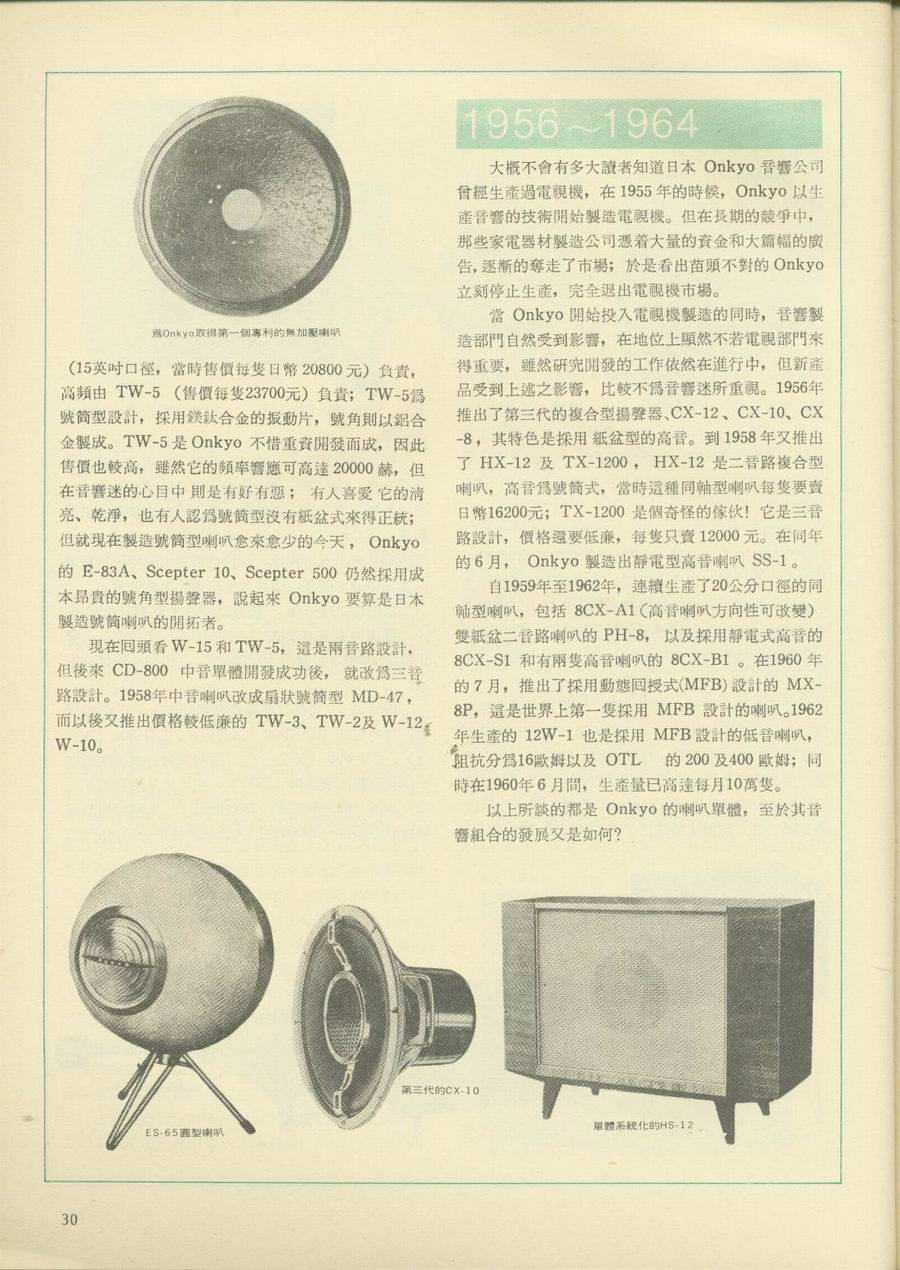 爲Onkyo取得第一個專利的無加壓喇叭
(15英吋口徑，當時售價每隻日幣 20800 元) 負責，
高頻由 TW-5 (售價每隻23700元) 負責；TW-5爲
號筒型設計，採用鎂鈦合金的振動片，號角則以鋁合
金製成。TW-5 是 Onkyo 不惜重資開發而成，因此
售價也較高，雖然它的頻率響應可高達 20000 赫，但
在音響迷的心目中則是有好有惡；有人喜愛它的清
亮、乾淨，也有人認爲號筒型沒有紙盆式來得正統；
但就現在製造號筒型喇叭愈來愈少的今天，Onkyo
的 E-83A、Scepter 10、Scepter 500 仍然採用成
本昂貴的號角型揚聲器，說起來 Onkyo 要算是日本
製造號筒喇叭的開拓者。
現在回頭看 W-15 和 TW-5，這是兩音路設計，
但後來 CD-800 中音單體開發成功後，就改爲三音
路設計。1958年中音喇叭改成扇狀號筒型 MD-47，
而以後又推出價格較低廉的 TW-3、TW-2及 W-12
W-10。
1956～1964
大概不會有多大讀者知道日本 Onkyo 音響公司
曾經生產過電視機，在 1955 年的時候，Onkyo 以生
產音響的技術開始製造電視機。但在長期的競爭中，
那些家電器材製造公司憑着大量的資金和大篇幅的廣
告，逐漸的奪走了市場；於是看出苗頭不對的 Onkyo
立刻停止生產，完全退出電視機市場。
當 Onkyo 開始投入電視機製造的同時，音響製
造部門自然受到影響，在地位上顯然不若電視部門來
得重要，雖然研究開發的工作依然在進行中，但新產
品受到上述之影響，比較不爲音響迷所重視。1956年
推出了第三代的複合型揚聲器、CX-12、CX-10、CX
-8，其特色是採用紙盆型的高音。到 1958 年又推出
了 HX-12 及 TX-1200，HX-12 是二音路複合型
喇叭，高音爲號筒式，當時這種同軸型喇叭每隻要賣
日幣16200元；TX-1200 是個奇怪的傢伙！它是三音
路設計，價格還要低廉，每隻只賣 12000 元。在同年
的 6 月，Onkyo 製造出靜電型高音喇叭 SS-1。
自1959年至1962年，連續生產了20公分口徑的同
軸型喇叭，包括 8CX-A1 (高音喇叭方向性可改變)
雙紙盆二音路喇叭的 PH-8，以及採用靜電式高音的
8CX-S1 和有兩隻高音喇叭的 8CX-B1。在1960 年
的 7 月，推出了採用動態回授式(MFB) 設計的 MX-
8P，這是世界上第一隻採用 MFB 設計的喇叭。1962
年生產的 12W-1 也是採用 MFB 設計的低音喇叭，
阻抗分爲16歐姆以及 OTL 的 200 及400 歐姆；同
時在1960年 6 月間，生產量已高達每月10萬隻。
以上所談的都是 Onkyo 的喇叭單體，至於其音
響組合的發展又是如何？
ES-65圓型喇叭
第三代的CX-10
單體系統化的HS-12
30